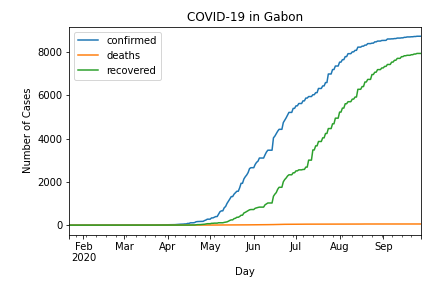 COVID-19 in Gabon
confirmed
deaths
recovered
Number of Cases
8000
6000
4000
2000
0
Feb Mar Apr May Jun Jul Aug Sep
2020
Day